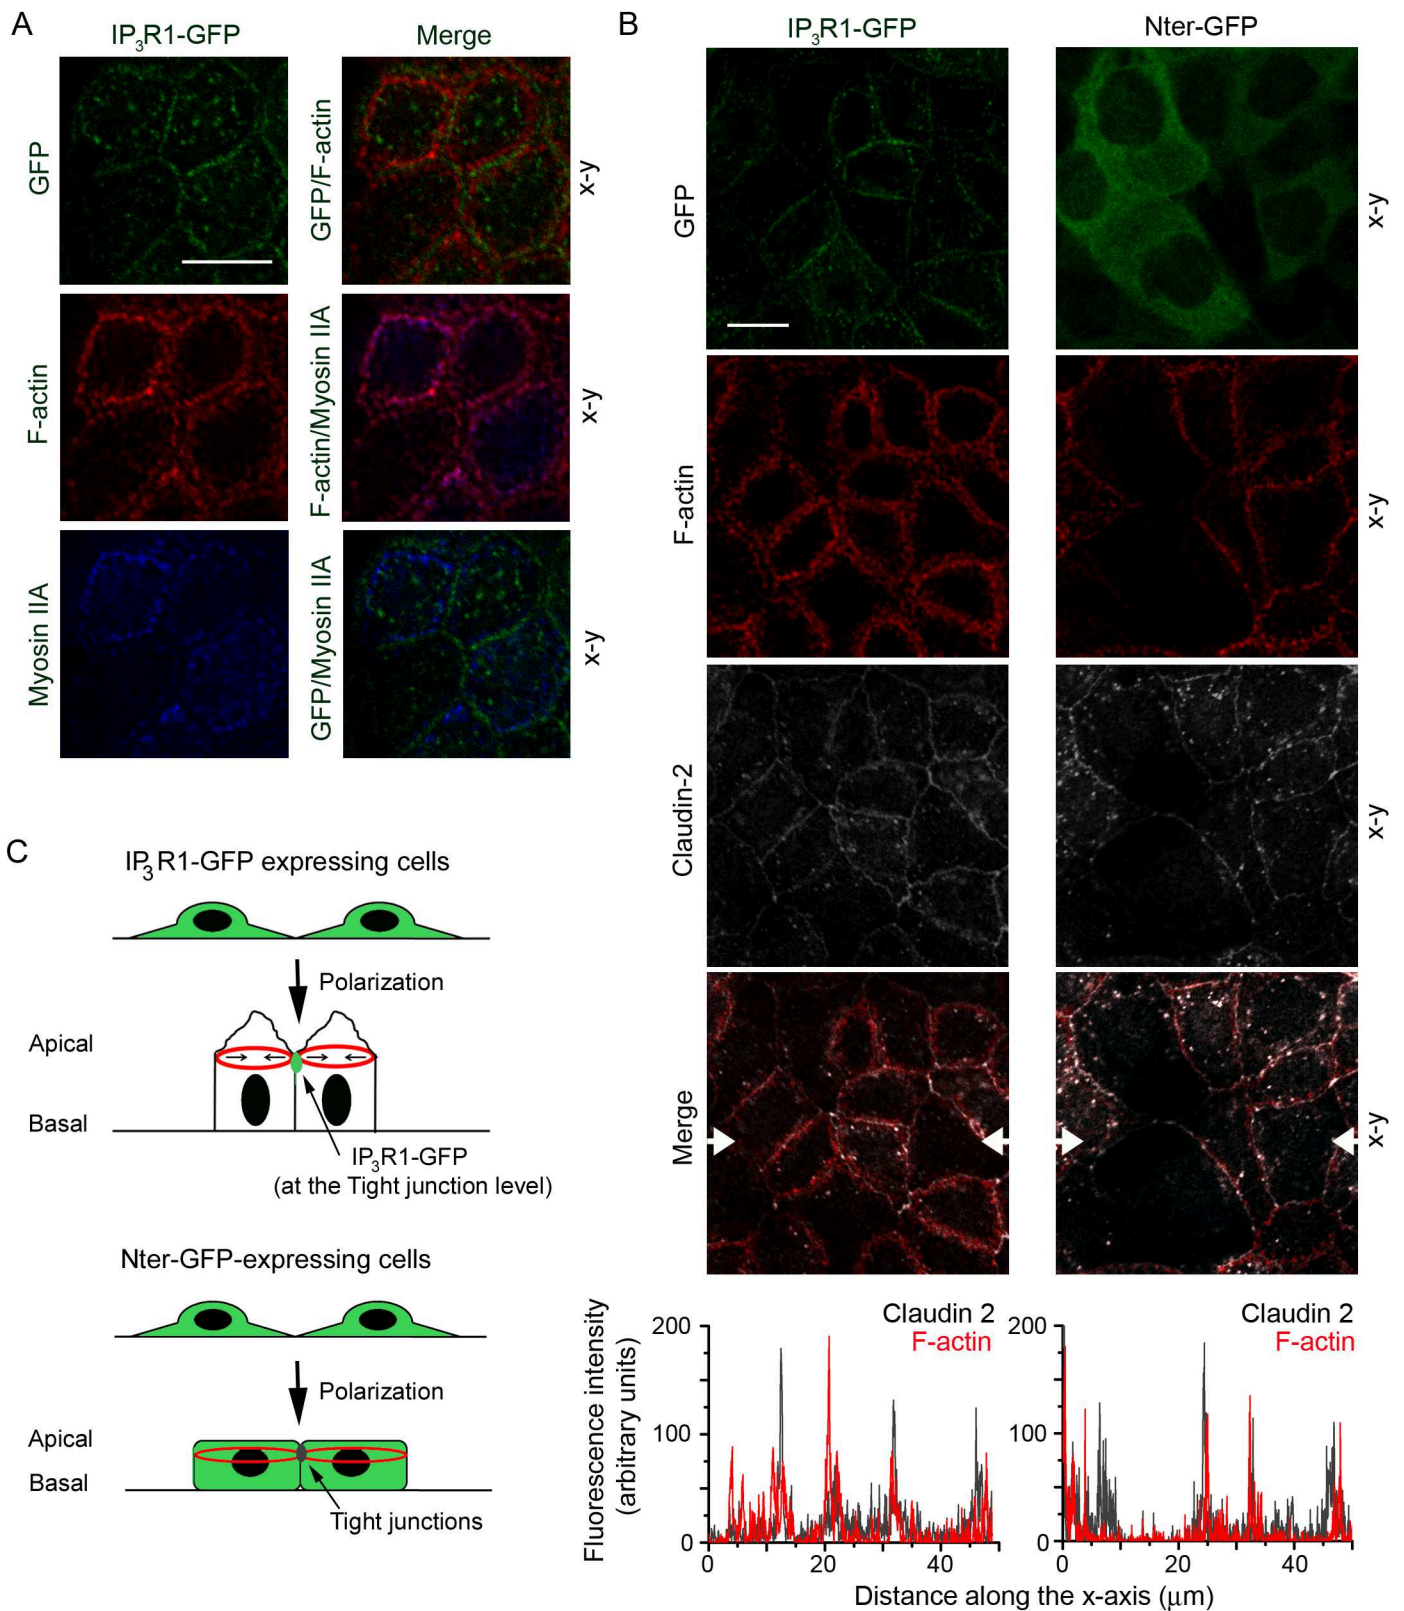 A
IP3R1-GFP
Merge
GFP
GFP/F-actin
x-y
F-actin
F-actin/Myosin IIA
x-y
Myosin IIA
GFP/Myosin IIA
x-y
B
IP3R1-GFP
Nter-GFP
GFP
x-y
F-actin
x-y
Claudin-2
x-y
Merge
x-y
Fluorescence intensity
(arbitrary units)
200
100
0
Claudin 2
F-actin
0
20
40
200
100
0
Claudin 2
F-actin
0
20
40
Distance along the x-axis (μm)
C
IP3R1-GFP expressing cells
Polarization
Apical
Basal
IP3R1-GFP
(at the Tight junction level)
Nter-GFP-expressing cells
Polarization
Apical
Basal
Tight junctions